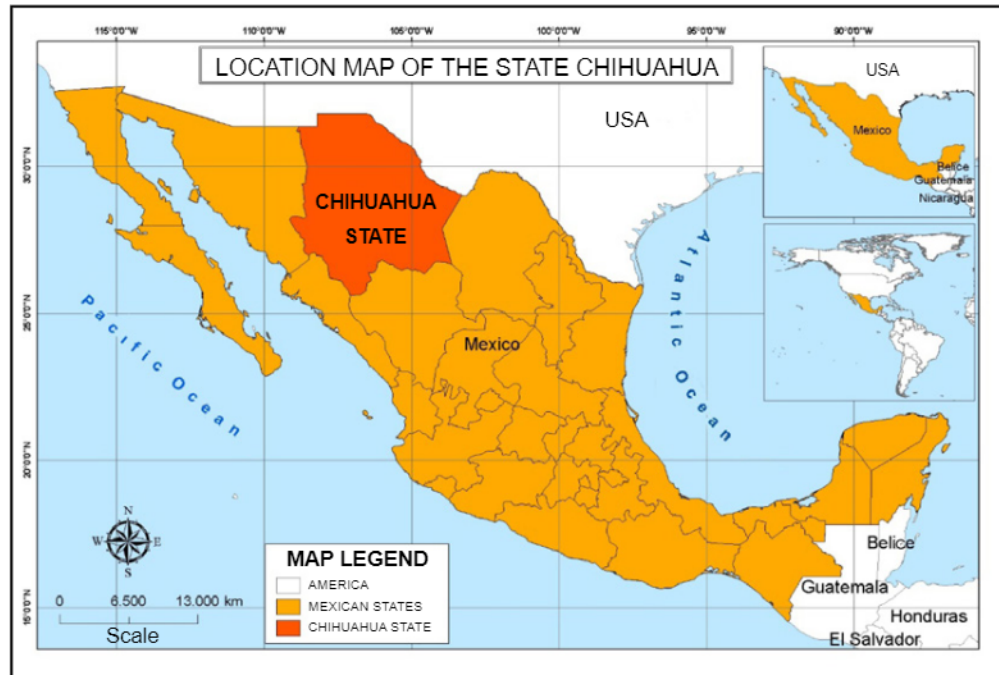 115°0'0"W 110°0'0"W 105°0'0"W 100°0'0"W 95°0'0"W 90°0'0"W
LOCATION MAP OF THE STATE CHIHUAHUA
USA
USA
Mexico
Belice
Guatemala
Nicaragua
30°0'0"N
25°0'0"N
20°0'0"N
15°0'0"N
CHIHUAHUA
STATE
Mexico
Pacific Ocean
Atlantic Ocean
N
W E
S
0 6.500 13.000 km
Scale
MAP LEGEND
AMERICA
MEXICAN STATES
CHIHUAHUA STATE
Belice
Guatemala
Honduras
El Salvador